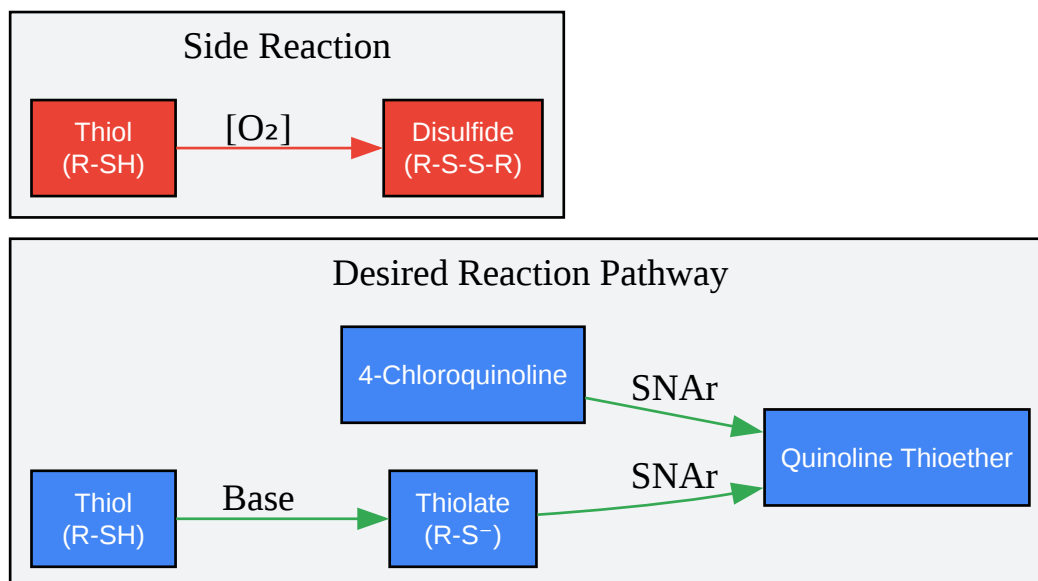 Side Reaction
Thiol
(R-SH)
[O₂]
Disulfide
(R-S-S-R)
Desired Reaction Pathway
4-Chloroquinoline
SNAr
Quinoline Thioether
Thiol
(R-SH)
Base
Thiolate
(R-S⁻)
SNAr